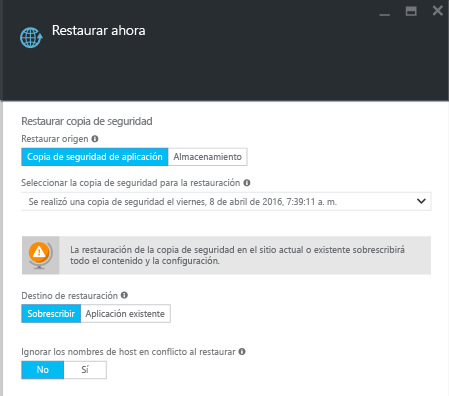 Restaurar ahora
Restaurar copia de seguridad
Restaurar origen
Copia de seguridad de aplicación
Almacenamiento
Seleccionar la copia de seguridad para la restauración
Se realizó una copia de seguridad el viernes, 8 de abril de 2016, 7:39:11 a. m.
La restauración de la copia de seguridad en el sitio actual o existente sobrescribirá
todo el contenido y la configuración.
Destino de restauración
Sobrescribir
Aplicación existente
Ignorar los nombres de host en conflicto al restaurar
No
Sí